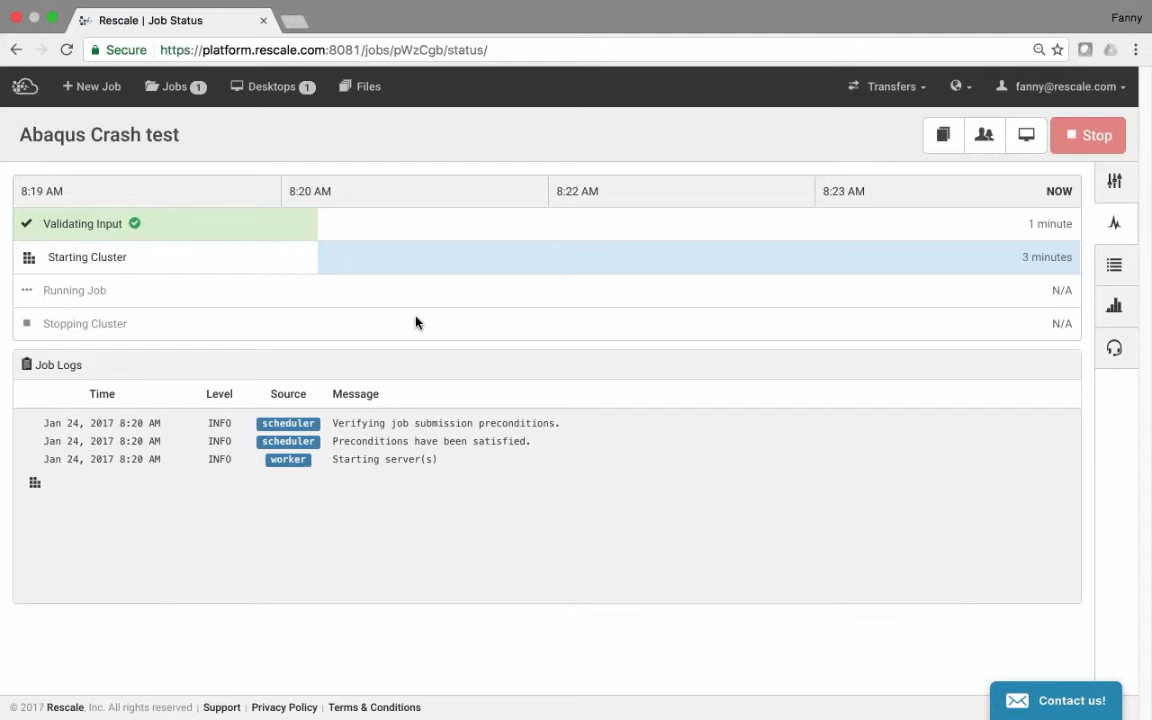 Rescale | Job Status
Fanny
Secure https://platform.rescale.com:8081/jobs/pWzCgb/status/
New Job Jobs 1 Desktops 1 Files Transfers fanny@rescale.com
Abaqus Crash test
Stop
8:19 AM 8:20 AM 8:22 AM 8:23 AM NOW
Validating Input 1 minute
Starting Cluster 3 minutes
Running Job N/A
Stopping Cluster N/A
Job Logs
Time Level Source Message
Jan 24, 2017 8:20 AM INFO scheduler Verifying job submission preconditions.
Jan 24, 2017 8:20 AM INFO scheduler Preconditions have been satisfied.
Jan 24, 2017 8:20 AM INFO worker Starting server(s)
Contact us!
© 2017 Rescale, Inc. All rights reserved | Support | Privacy Policy | Terms & Conditions